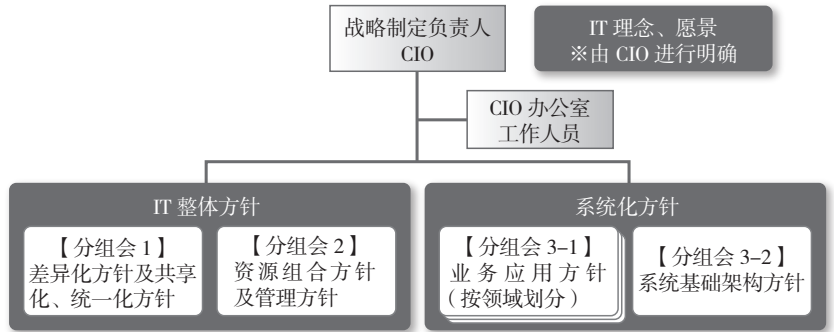 战略制定负责人
CIO
IT 理念、愿景
※由 CIO 进行明确
CIO 办公室
工作人员
IT 整体方针
【分组会 1】
差异化方针及共享
化、统一化方针
【分组会 2】
资源组合方针
及管理方针
系统化方针
【分组会 3–1】
业务应用方针
（按领域划分）
【分组会 3–2】
系统基础架构方针